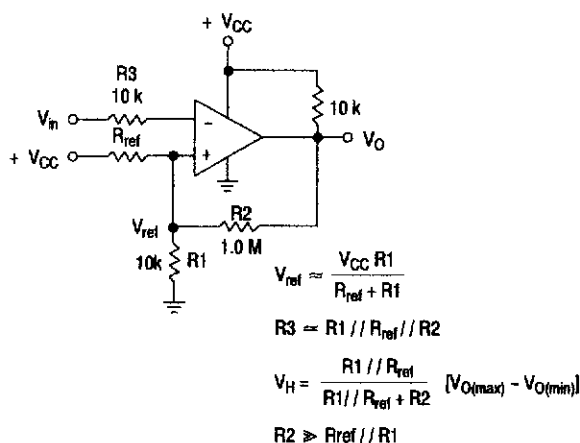 + VCC
R3
10 k
Vin
Rref
+ VCC
−
+
10 k
VO
Vref
R2
1.0 M
10k
R1
Vref ≈ VCC R1 / Rref + R1
R3 ≃ R1 // Rref // R2
VH = R1 // Rref / R1 // Rref + R2 [VO(max) − VO(min)]
R2 ≫ Rref // R1